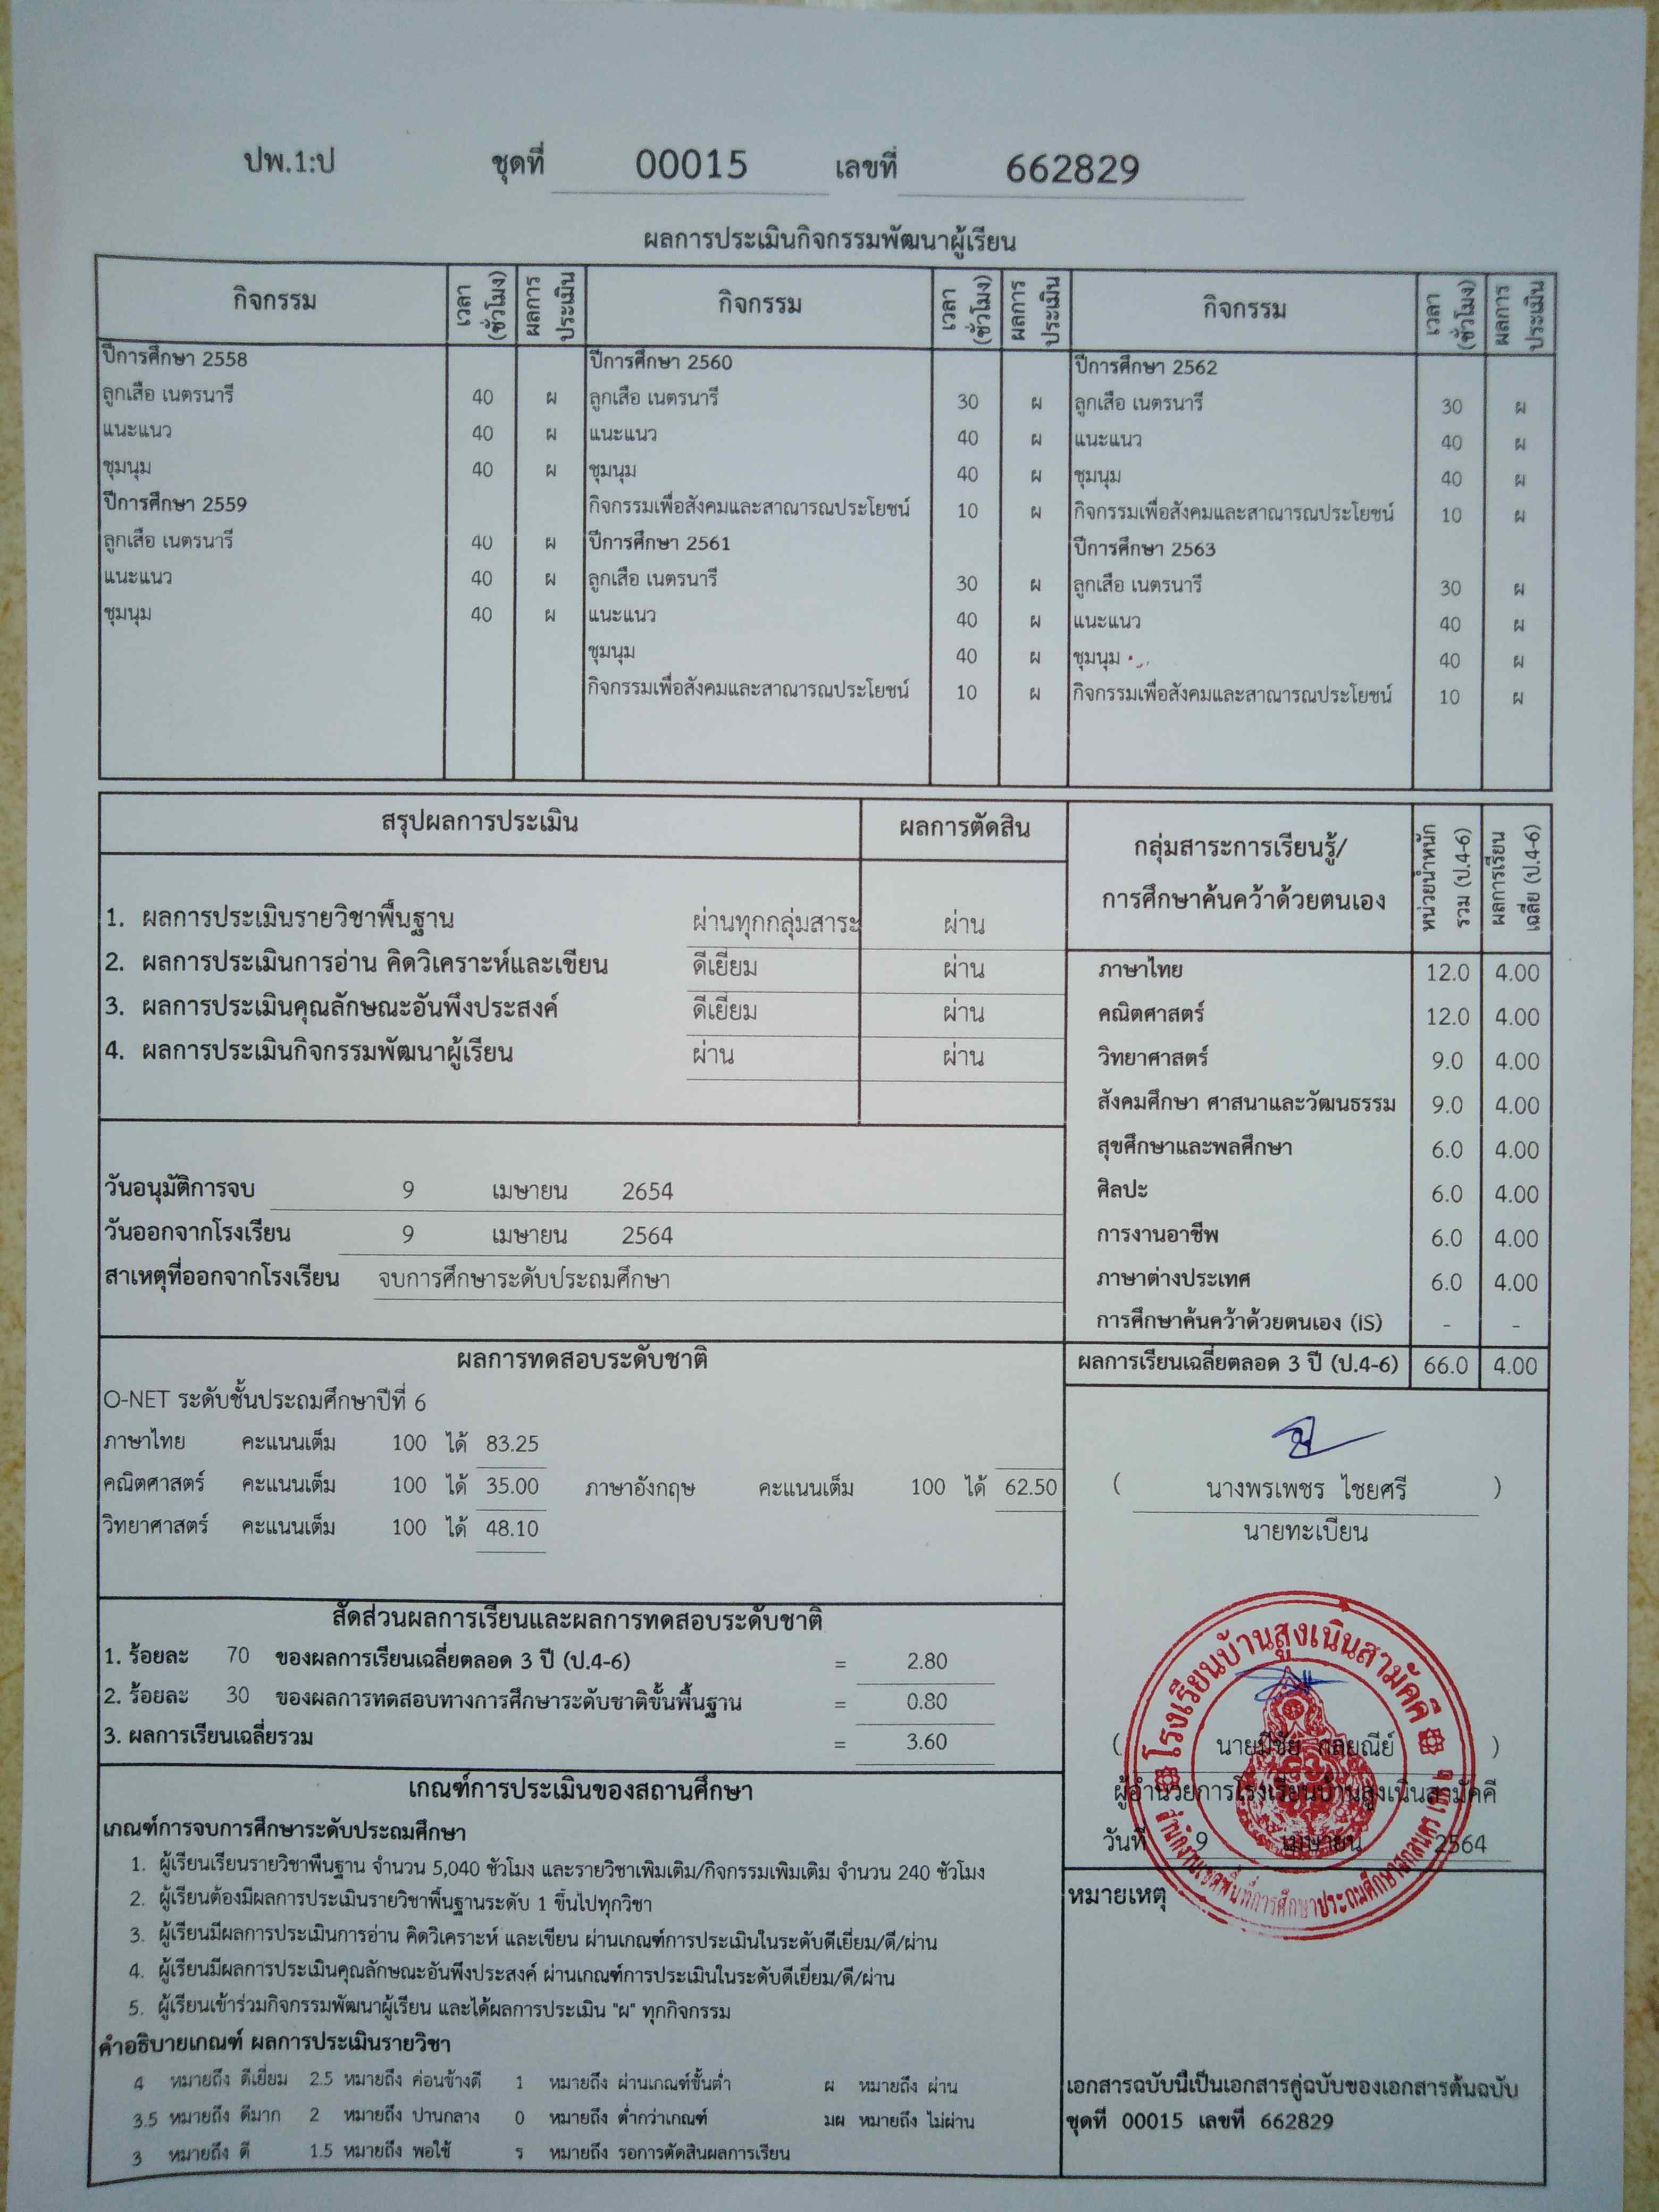 ปพ.1:ป ชุดที่ 00015 เลขที่ 662829
ผลการประเมินกิจกรรมพัฒนาผู้เรียน
กิจกรรม เวลา (ชั่วโมง) ผลการ ประเมิน กิจกรรม เวลา (ชั่วโมง) ผลการ ประเมิน กิจกรรม เวลา (ชั่วโมง) ผลการ ประเมิน
ปีการศึกษา 2558
ลูกเสือ เนตรนารี 40 ผ
แนะแนว 40 ผ
ชุมนุม 40 ผ
ปีการศึกษา 2559
ลูกเสือ เนตรนารี 40 ผ
แนะแนว 40 ผ
ชุมนุม 40 ผ
ปีการศึกษา 2560
ลูกเสือ เนตรนารี 30 ผ
แนะแนว 40 ผ
ชุมนุม 40 ผ
กิจกรรมเพื่อสังคมและสาณารณประโยชน์ 10 ผ
ปีการศึกษา 2561
ลูกเสือ เนตรนารี 30 ผ
แนะแนว 40 ผ
ชุมนุม 40 ผ
กิจกรรมเพื่อสังคมและสาณารณประโยชน์ 10 ผ
ปีการศึกษา 2562
ลูกเสือ เนตรนารี 30 ผ
แนะแนว 40 ผ
ชุมนุม 40 ผ
กิจกรรมเพื่อสังคมและสาณารณประโยชน์ 10 ผ
ปีการศึกษา 2563
ลูกเสือ เนตรนารี 30 ผ
แนะแนว 40 ผ
ชุมนุม 40 ผ
กิจกรรมเพื่อสังคมและสาณารณประโยชน์ 10 ผ
สรุปผลการประเมิน ผลการตัดสิน
1. ผลการประเมินรายวิชาพื้นฐาน ผ่านทุกกลุ่มสาระ ผ่าน
2. ผลการประเมินการอ่าน คิดวิเคราะห์และเขียน ดีเยี่ยม ผ่าน
3. ผลการประเมินคุณลักษณะอันพึงประสงค์ ดีเยี่ยม ผ่าน
4. ผลการประเมินกิจกรรมพัฒนาผู้เรียน ผ่าน ผ่าน
วันอนุมัติการจบ 9 เมษายน 2654
วันออกจากโรงเรียน 9 เมษายน 2564
สาเหตุที่ออกจากโรงเรียน จบการศึกษาระดับประถมศึกษา
กลุ่มสาระการเรียนรู้/
การศึกษาค้นคว้าด้วยตนเอง
หน่วยน้ำหนัก
รวม (ป.4-6)
ผลการเรียน
เฉลี่ย (ป.4-6)
ภาษาไทย 12.0 4.00
คณิตศาสตร์ 12.0 4.00
วิทยาศาสตร์ 9.0 4.00
สังคมศึกษา ศาสนาและวัฒนธรรม 9.0 4.00
สุขศึกษาและพลศึกษา 6.0 4.00
ศิลปะ 6.0 4.00
การงานอาชีพ 6.0 4.00
ภาษาต่างประเทศ 6.0 4.00
การศึกษาค้นคว้าด้วยตนเอง (IS) - -
ผลการเรียนเฉลี่ยตลอด 3 ปี (ป.4-6) 66.0 4.00
ผลการทดสอบระดับชาติ
O-NET ระดับชั้นประถมศึกษาปีที่ 6
ภาษาไทย คะแนนเต็ม 100 ได้ 83.25
คณิตศาสตร์ คะแนนเต็ม 100 ได้ 35.00 ภาษาอังกฤษ คะแนนเต็ม 100 ได้ 62.50
วิทยาศาสตร์ คะแนนเต็ม 100 ได้ 48.10
สัดส่วนผลการเรียนและผลการทดสอบระดับชาติ
1. ร้อยละ 70 ของผลการเรียนเฉลี่ยตลอด 3 ปี (ป.4-6) = 2.80
2. ร้อยละ 30 ของผลการทดสอบทางการศึกษาระดับชาติขั้นพื้นฐาน = 0.80
3. ผลการเรียนเฉลี่ยรวม = 3.60
( นางพรเพชร ไชยศรี )
นายทะเบียน
โรงเรียนบ้านสูงเนินสามัคคี
( นายมีชัย กัลยณีย์ )
ผู้อำนวยการโรงเรียนบ้านสูงเนินสามัคคี
วันที่ 9 เมษายน 2564
สำนักงานเขตพื้นที่การศึกษาประถมศึกษาสกลนคร เขต ๒
หมายเหตุ
เกณฑ์การประเมินของสถานศึกษา
เกณฑ์การจบการศึกษาระดับประถมศึกษา
1. ผู้เรียนเรียนรายวิชาพื้นฐาน จำนวน 5,040 ชั่วโมง และรายวิชาเพิ่มเติม/กิจกรรมเพิ่มเติม จำนวน 240 ชั่วโมง
2. ผู้เรียนต้องมีผลการประเมินรายวิชาพื้นฐานระดับ 1 ขึ้นไปทุกวิชา
3. ผู้เรียนมีผลการประเมินการอ่าน คิดวิเคราะห์ และเขียน ผ่านเกณฑ์การประเมินในระดับดีเยี่ยม/ดี/ผ่าน
4. ผู้เรียนมีผลการประเมินคุณลักษณะอันพึงประสงค์ ผ่านเกณฑ์การประเมินในระดับดีเยี่ยม/ดี/ผ่าน
5. ผู้เรียนเข้าร่วมกิจกรรมพัฒนาผู้เรียน และได้ผลการประเมิน "ผ" ทุกกิจกรรม
คำอธิบายเกณฑ์ ผลการประเมินรายวิชา
4 หมายถึง ดีเยี่ยม 2.5 หมายถึง ค่อนข้างดี 1 หมายถึง ผ่านเกณฑ์ขั้นต่ำ ผ หมายถึง ผ่าน
3.5 หมายถึง ดีมาก 2 หมายถึง ปานกลาง 0 หมายถึง ต่ำกว่าเกณฑ์ มผ หมายถึง ไม่ผ่าน
3 หมายถึง ดี 1.5 หมายถึง พอใช้ ร หมายถึง รอการตัดสินผลการเรียน
เอกสารฉบับนี้เป็นเอกสารคู่ฉบับของเอกสารต้นฉบับ
ชุดที่ 00015 เลขที่ 662829